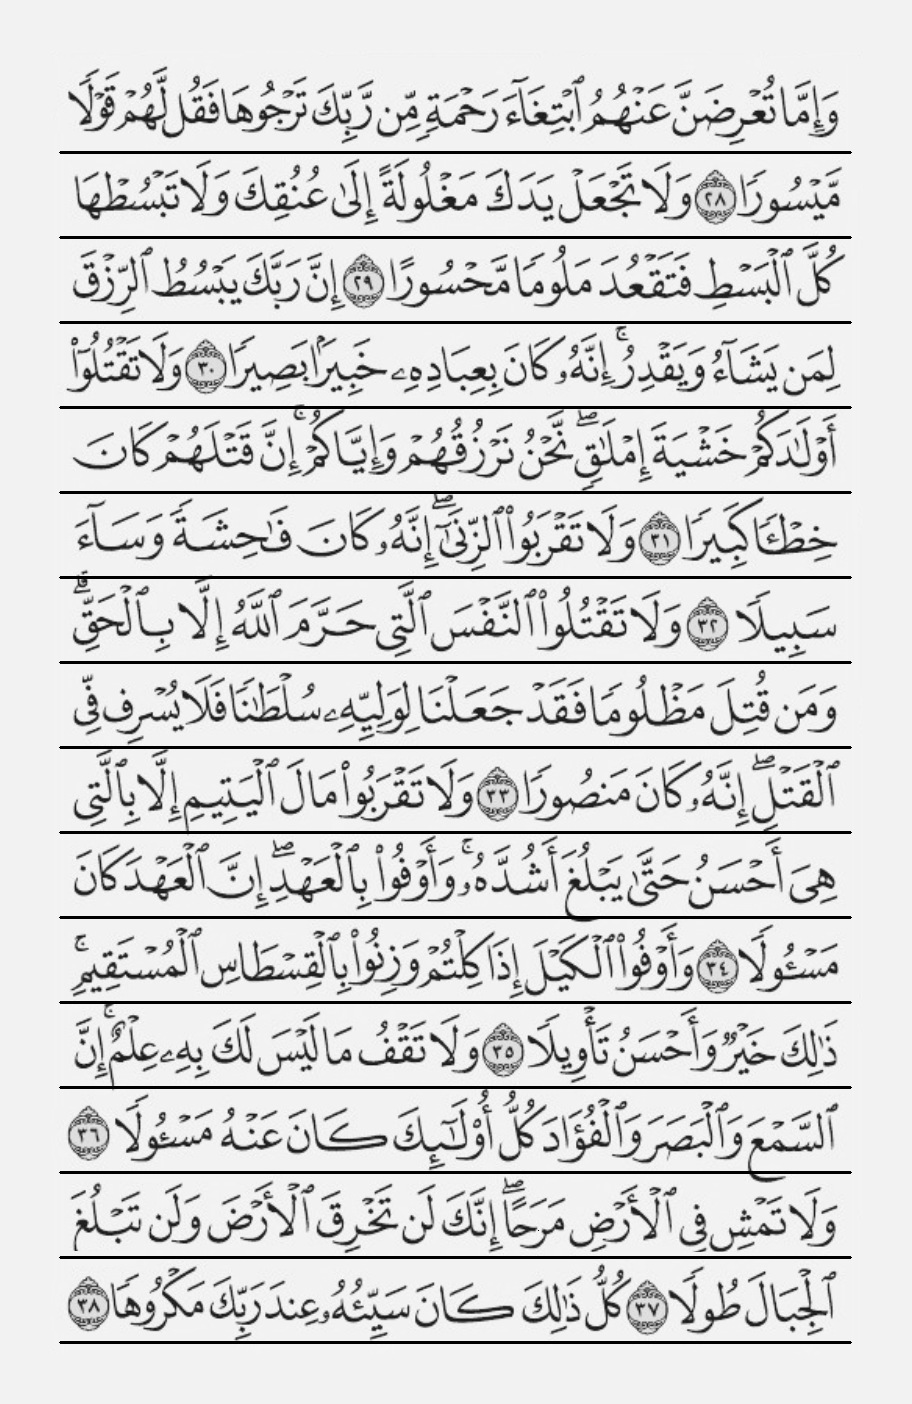 وَإِمَّا تُعْرِضَنَّ عَنْهُمُ ٱبْتِغَآءَ رَحْمَةٍ مِّن رَّبِّكَ تَرْجُوهَا فَقُل لَّهُمْ قَوْلًا
مَّيْسُورًا ٢٨ وَلَا تَجْعَلْ يَدَكَ مَغْلُولَةً إِلَىٰ عُنُقِكَ وَلَا تَبْسُطْهَا
كُلَّ ٱلْبَسْطِ فَتَقْعُدَ مَلُومًا مَّحْسُورًا ٢٩ إِنَّ رَبَّكَ يَبْسُطُ ٱلرِّزْقَ
لِمَن يَشَآءُ وَيَقْدِرُ ۚ إِنَّهُۥ كَانَ بِعِبَادِهِۦ خَبِيرًۢا بَصِيرًا ٣٠ وَلَا تَقْتُلُوٓا۟
أَوْلَٰدَكُمْ خَشْيَةَ إِمْلَٰقٍ ۖ نَّحْنُ نَرْزُقُهُمْ وَإِيَّاكُمْ ۚ إِنَّ قَتْلَهُمْ كَانَ
خِطْـًٔا كَبِيرًا ٣١ وَلَا تَقْرَبُوا۟ ٱلزِّنَىٰٓ ۖ إِنَّهُۥ كَانَ فَٰحِشَةً وَسَآءَ
سَبِيلًا ٣٢ وَلَا تَقْتُلُوا۟ ٱلنَّفْسَ ٱلَّتِى حَرَّمَ ٱللَّهُ إِلَّا بِٱلْحَقِّ ۗ
وَمَن قُتِلَ مَظْلُومًا فَقَدْ جَعَلْنَا لِوَلِيِّهِۦ سُلْطَٰنًا فَلَا يُسْرِف فِّى
ٱلْقَتْلِ ۖ إِنَّهُۥ كَانَ مَنصُورًا ٣٣ وَلَا تَقْرَبُوا۟ مَالَ ٱلْيَتِيمِ إِلَّا بِٱلَّتِى
هِىَ أَحْسَنُ حَتَّىٰ يَبْلُغَ أَشُدَّهُۥ ۚ وَأَوْفُوا۟ بِٱلْعَهْدِ ۖ إِنَّ ٱلْعَهْدَ كَانَ
مَسْـُٔولًا ٣٤ وَأَوْفُوا۟ ٱلْكَيْلَ إِذَا كِلْتُمْ وَزِنُوا۟ بِٱلْقِسْطَاسِ ٱلْمُسْتَقِيمِ ۚ
ذَٰلِكَ خَيْرٌ وَأَحْسَنُ تَأْوِيلًا ٣٥ وَلَا تَقْفُ مَا لَيْسَ لَكَ بِهِۦ عِلْمٌ ۚ إِنَّ
ٱلسَّمْعَ وَٱلْبَصَرَ وَٱلْفُؤَادَ كُلُّ أُو۟لَٰٓئِكَ كَانَ عَنْهُ مَسْـُٔولًا ٣٦
وَلَا تَمْشِ فِى ٱلْأَرْضِ مَرَحًا ۖ إِنَّكَ لَن تَخْرِقَ ٱلْأَرْضَ وَلَن تَبْلُغَ
ٱلْجِبَالَ طُولًا ٣٧ كُلُّ ذَٰلِكَ كَانَ سَيِّئُهُۥ عِندَ رَبِّكَ مَكْرُوهًا ٣٨